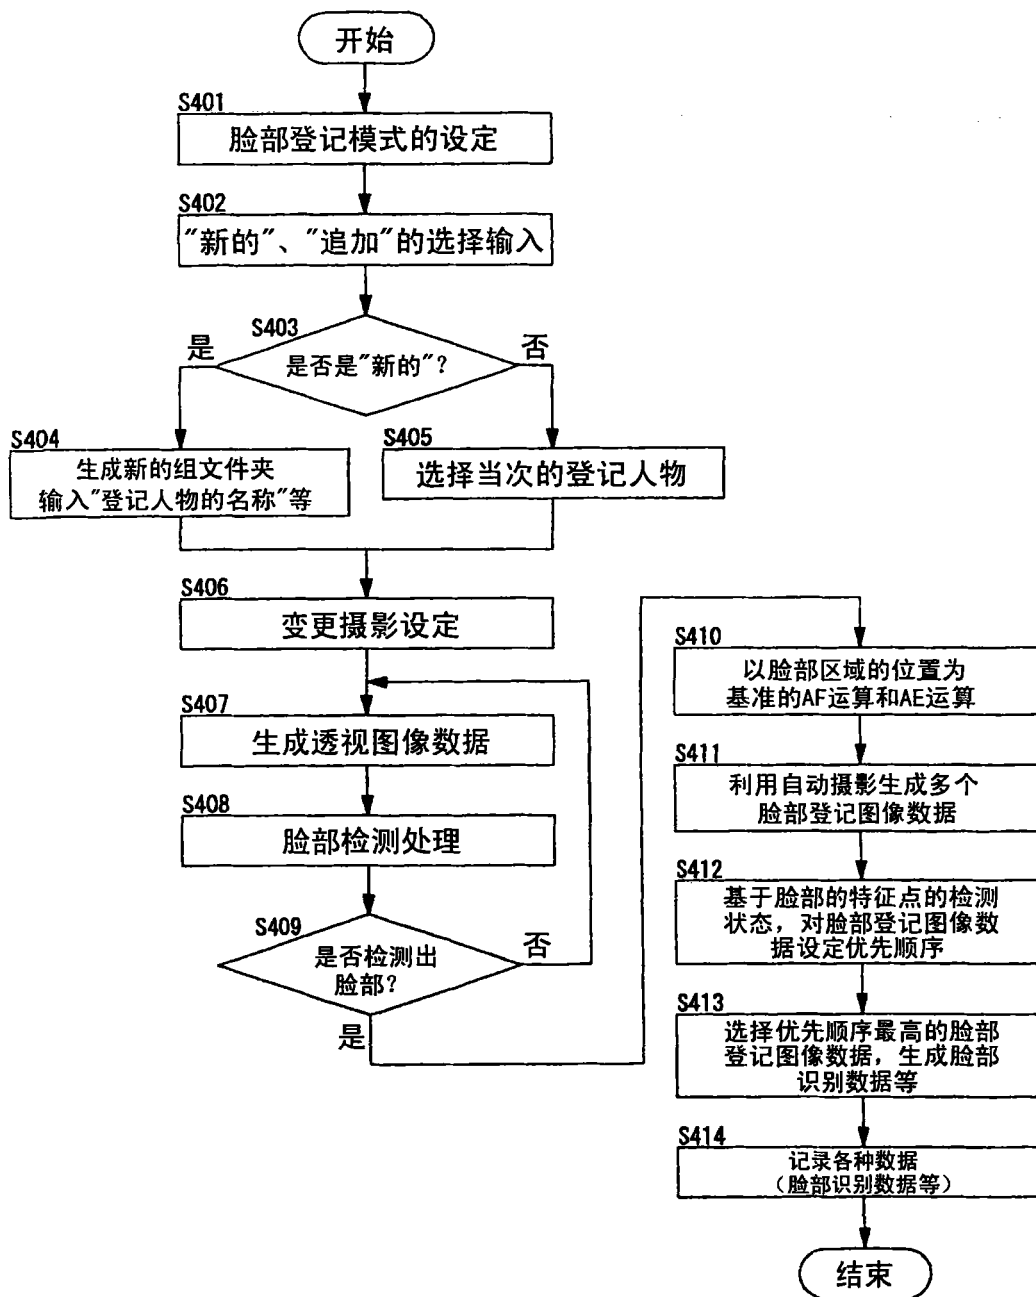 开始
S401
脸部登记模式的设定
S402
"新的"、"追加"的选择输入
S403
是
否
是否是"新的"？
S404
生成新的组文件夹
输入"登记人物的名称"等
S405
选择当次的登记人物
S406
变更摄影设定
S407
生成透视图像数据
S408
脸部检测处理
S409
是否检测出
脸部？
否
是
S410
以脸部区域的位置为
基准的AF运算和AE运算
S411
利用自动摄影生成多个
脸部登记图像数据
S412
基于脸部的特征点的检测
状态，对脸部登记图像数
据设定优先顺序
S413
选择优先顺序最高的脸部
登记图像数据，生成脸部
识别数据等
S414
记录各种数据
（脸部识别数据等）
结束